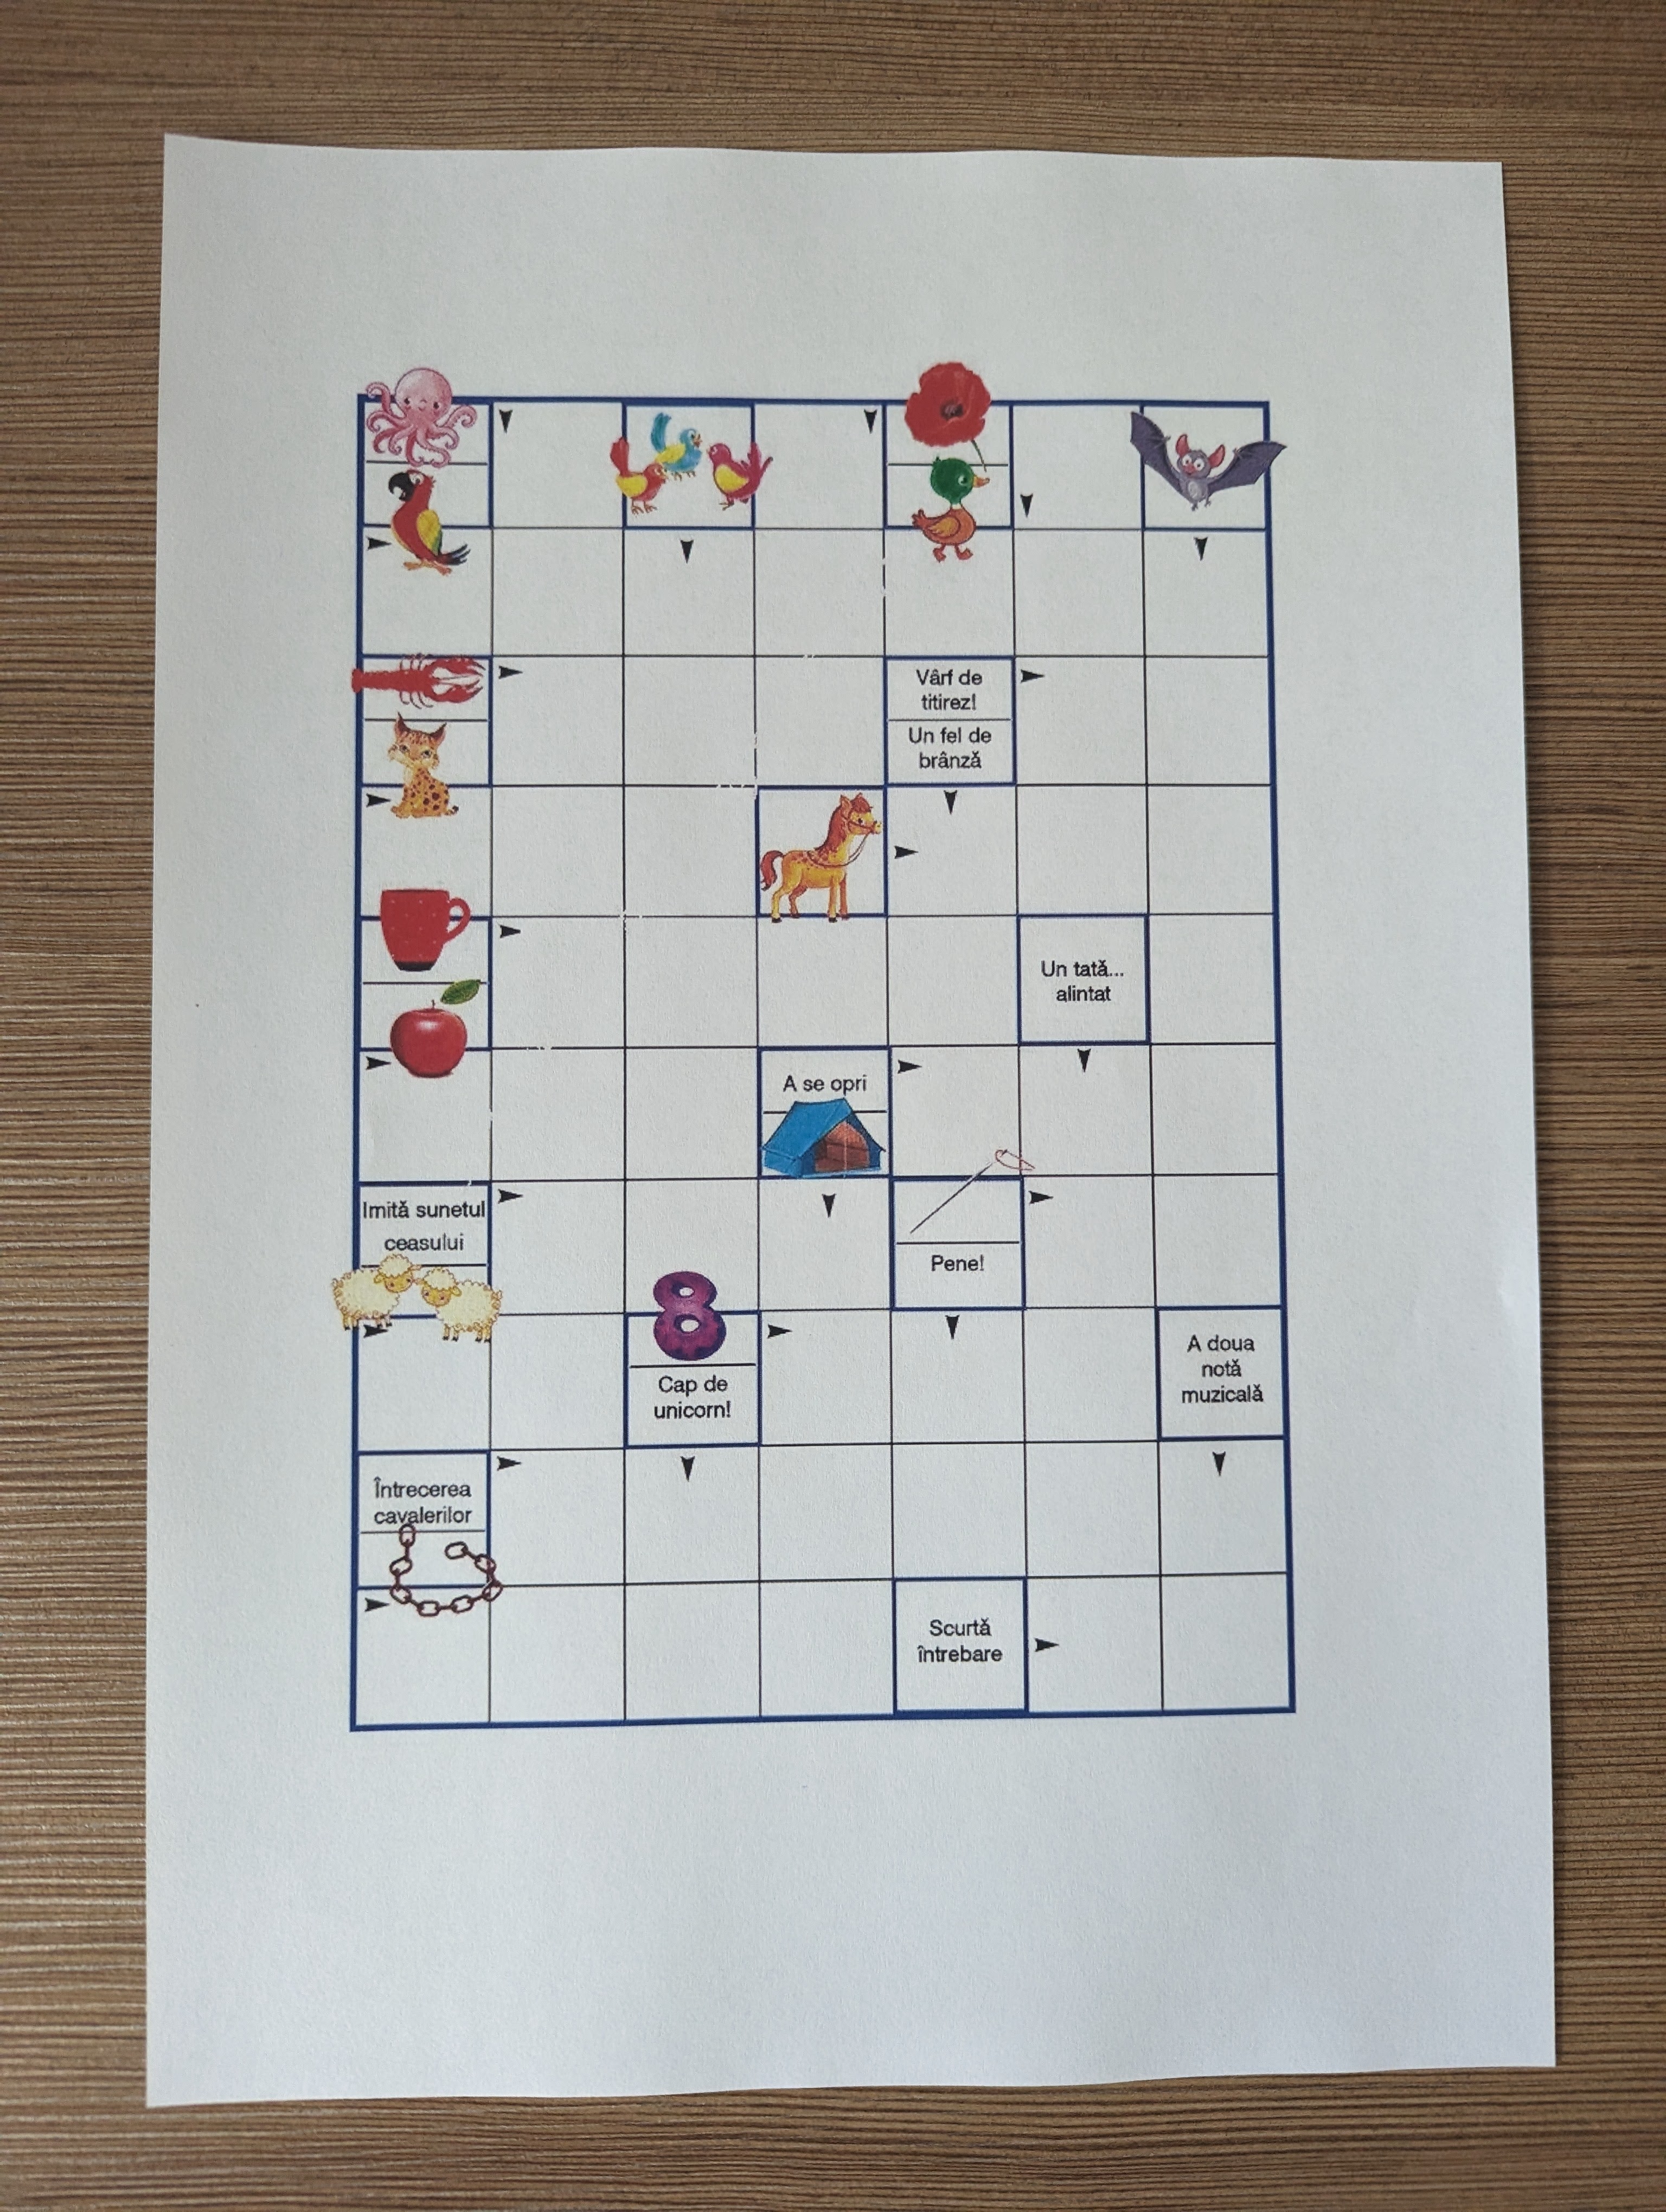 Vârf de
titirez!
Un fel de
brânză
Un tată...
alintat
A se opri
Imită sunetul
ceasului
Pene!
8
Cap de
unicorn!
A doua
notă
muzicală
Întrecerea
cavalerilor
Scurtă
întrebare